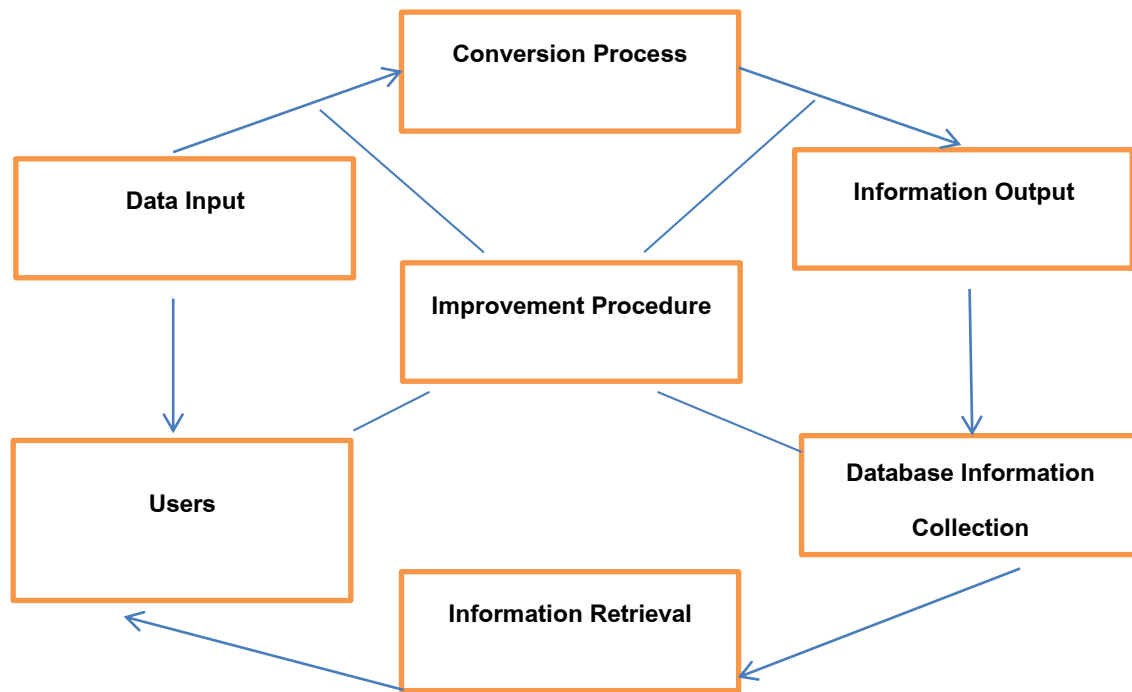 Conversion Process
Data Input
Information Output
Improvement Procedure
Users
Database Information
Collection
Information Retrieval